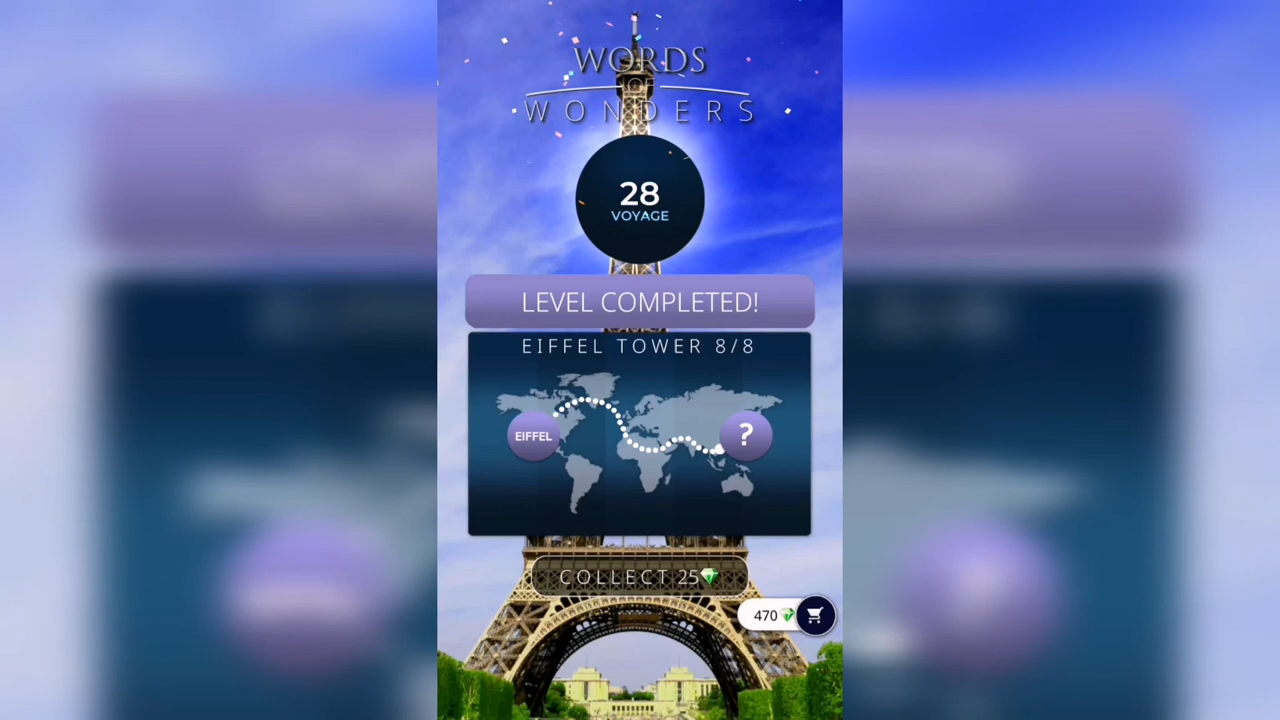 WORDS
OF
WONDERS
28
VOYAGE
LEVEL COMPLETED!
EIFFEL TOWER 8/8
EIFFEL
?
COLLECT 25
470